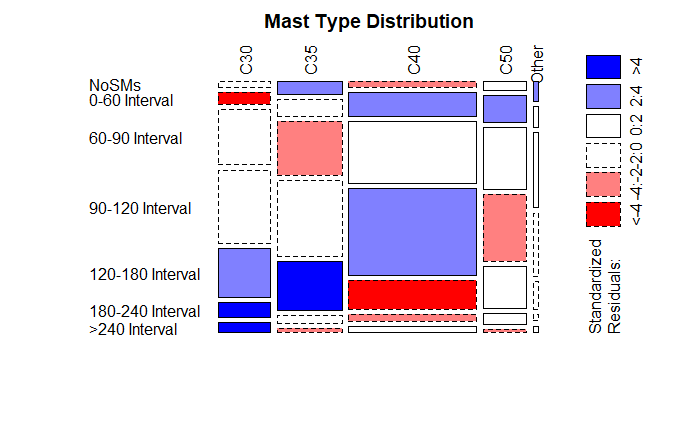 Mast Type Distribution
C30
C35
C40
C50
Other
NoSMs
0-60 Interval
60-90 Interval
90-120 Interval
120-180 Interval
180-240 Interval
>240 Interval
Standardized
Residuals:
<-4
-4:-2
-2:0
0:2
2:4
>4